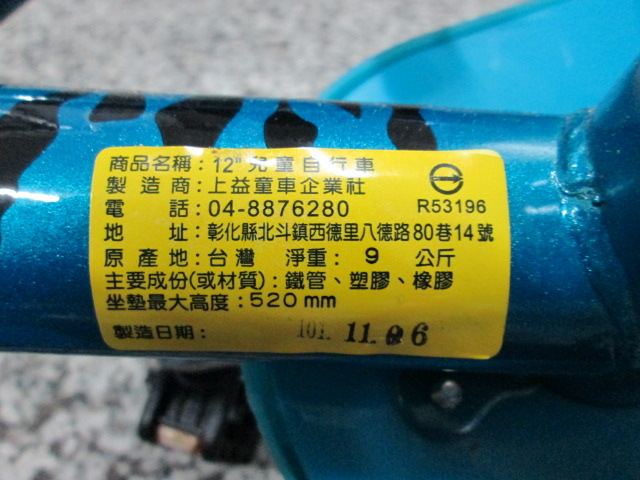 商品名稱：12"兒童自行車
製造商：上益童車企業社
電話：04-8876280
R53196
地址：彰化縣北斗鎮西德里八德路80巷14號
原產地：台灣 淨重：9 公斤
主要成份(或材質)：鐵管、塑膠、橡膠
坐墊最大高度：520mm
製造日期：101.11.06